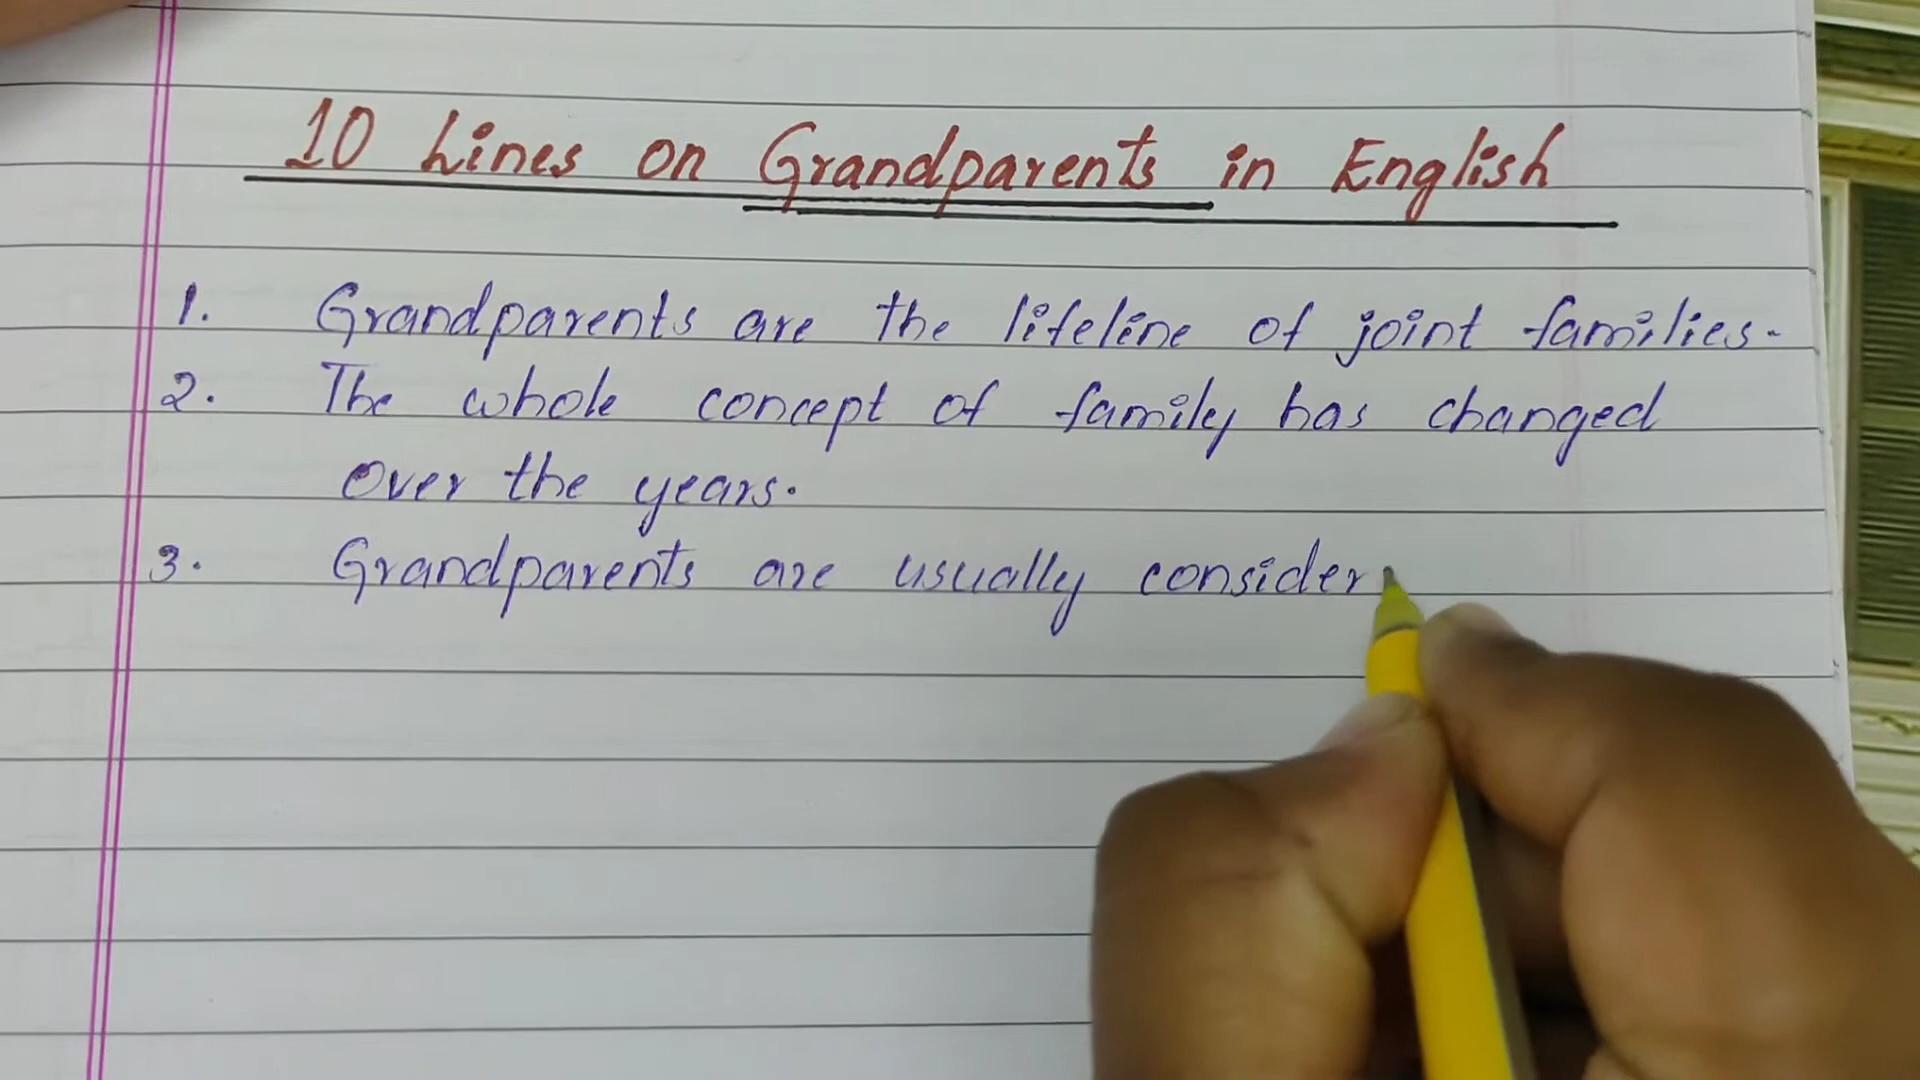 10 Lines on Grandparents in English
1. Grandparents are the lifeline of joint families.
2. The whole concept of family has changed
over the years.
3. Grandparents are usually consider